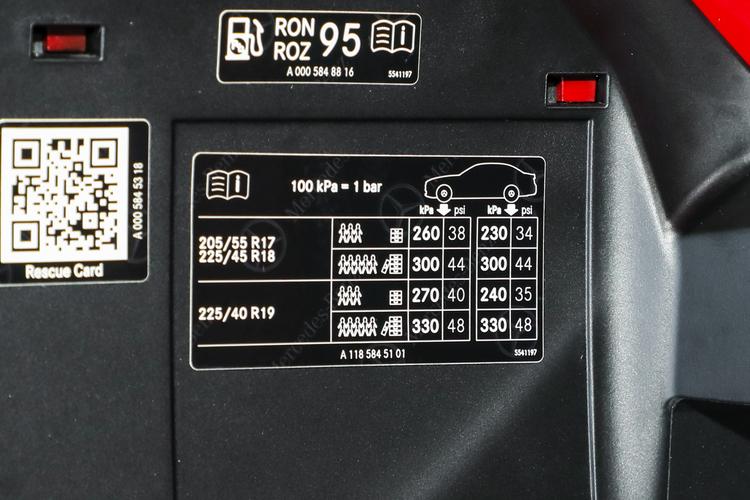 RON
ROZ 95
A 000 584 88 16
5541197
A 000 584 53 18
Rescue Card
100 kPa = 1 bar
kPa psi kPa psi
205/55 R17
225/45 R18
260 38 230 34
300 44 300 44
225/40 R19
270 40 240 35
330 48 330 48
A 118 584 51 01
5541197